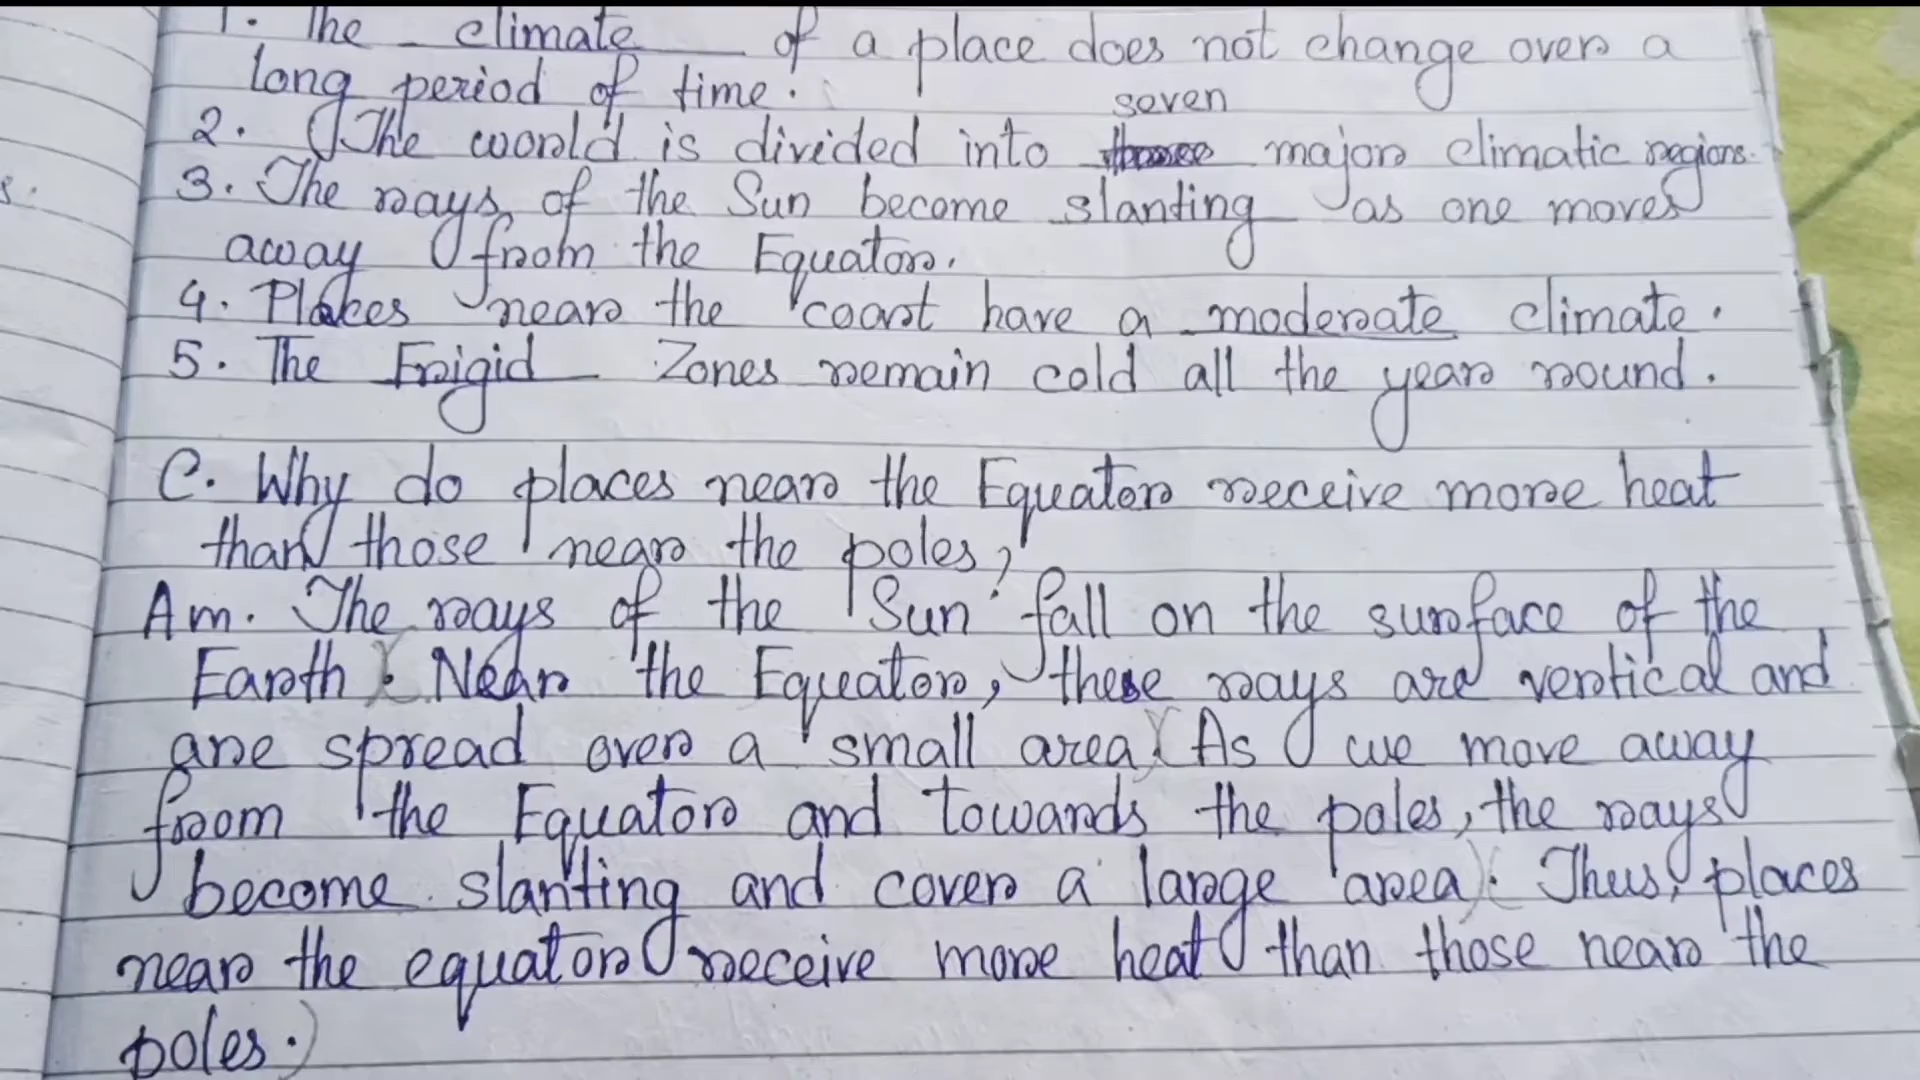 1. The climate of a place does not change over a
long period of time.
seven
2. The world is divided into major climatic regions.
3. The rays of the Sun become slanting as one moves
away from the Equator.
4. Places near the coast have a moderate climate.
5. The Frigid Zones remain cold all the year round.
C. Why do places near the Equator receive more heat
than those near the poles?
Ans. The rays of the Sun fall on the surface of the
Earth. Near the Equator, these rays are vertical and
are spread over a small area. As we move away
from the Equator and towards the poles, the rays
become slanting and cover a large area. Thus, places
near the equator receive more heat than those near the
poles.